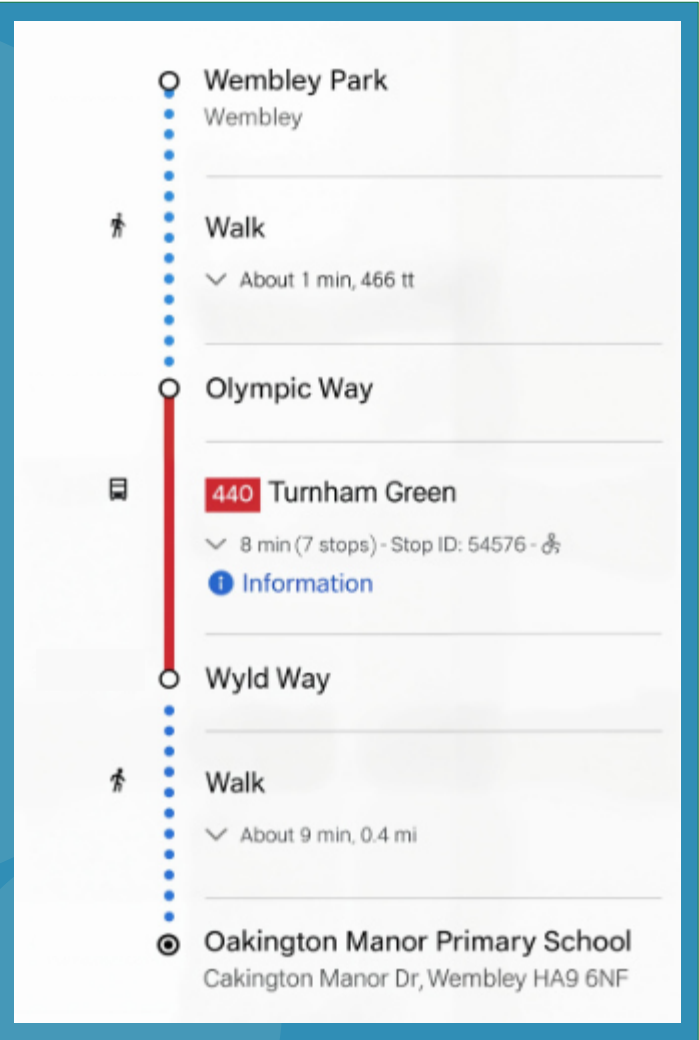 Wembley Park
Wembley
Walk
About 1 min, 466 tt
Olympic Way
440 Turnham Green
8 min (7 stops) - Stop ID: 54576 -
Information
Wyld Way
Walk
About 9 min, 0.4 mi
Oakington Manor Primary School
Cakington Manor Dr, Wembley HA9 6NF